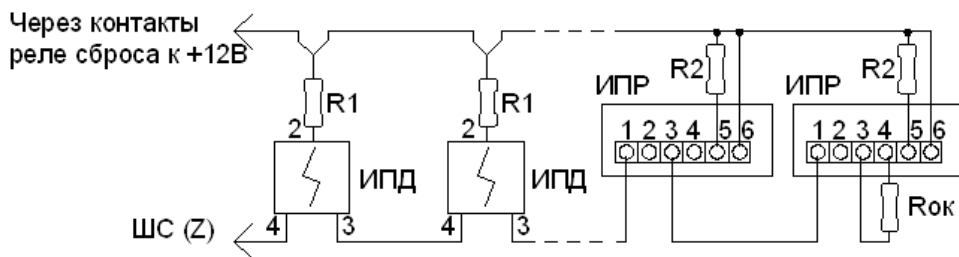 Через контакты
реле сброса к +12В
R1
R1
R2
R2
ИПР
ИПР
1 2 3 4 5 6
1 2 3 4 5 6
2
2
ИПД
ИПД
4 3
4 3
ШС (Z)
Rок